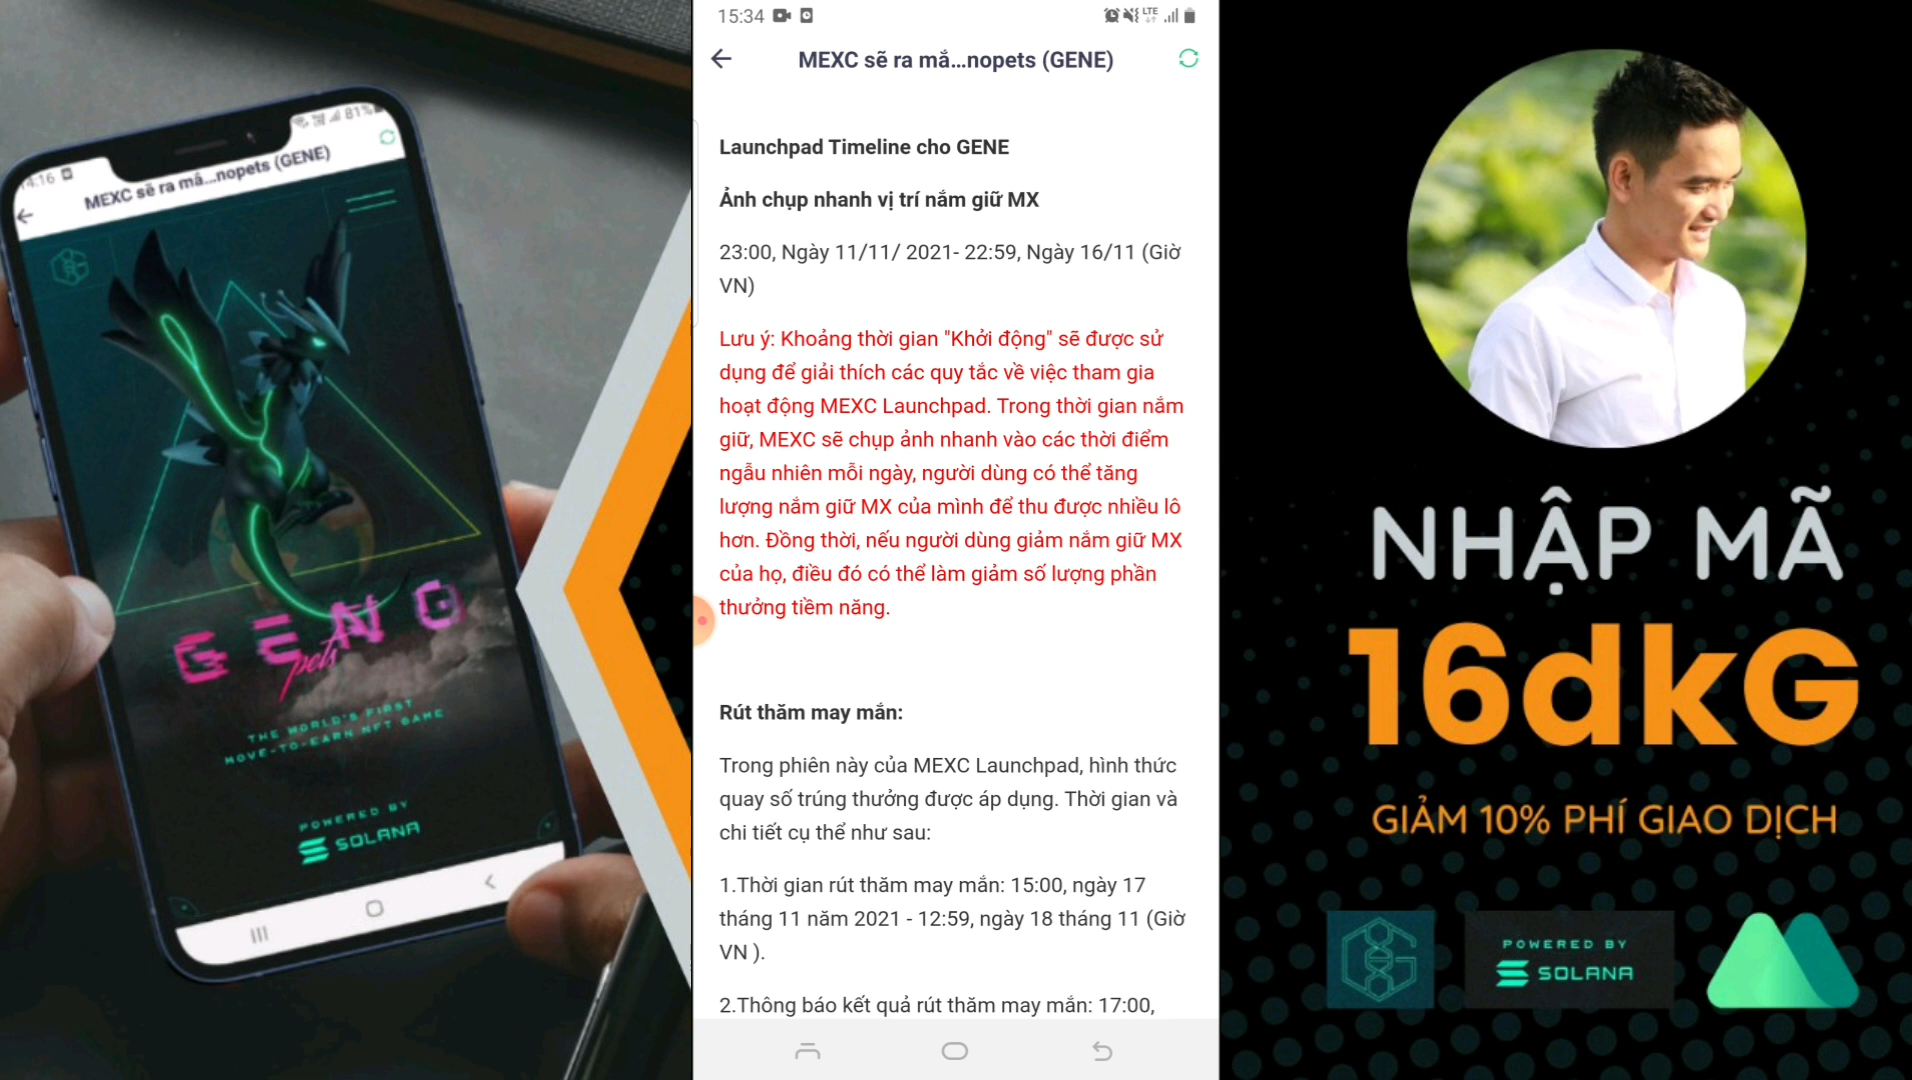 14:16
81%
MEXC sẽ ra mắ...nopets (GENE)
GENO
pets
THE WORLD'S FIRST
MOVE-TO-EARN NFT GAME
POWERED BY
SOLANA
15:34
LTE
MEXC sẽ ra mắ...nopets (GENE)
Launchpad Timeline cho GENE
Ảnh chụp nhanh vị trí nắm giữ MX
23:00, Ngày 11/11/ 2021- 22:59, Ngày 16/11 (Giờ
VN)
Lưu ý: Khoảng thời gian "Khởi động" sẽ được sử
dụng để giải thích các quy tắc về việc tham gia
hoạt động MEXC Launchpad. Trong thời gian nắm
giữ, MEXC sẽ chụp ảnh nhanh vào các thời điểm
ngẫu nhiên mỗi ngày, người dùng có thể tăng
lượng nắm giữ MX của mình để thu được nhiều lô
hơn. Đồng thời, nếu người dùng giảm nắm giữ MX
của họ, điều đó có thể làm giảm số lượng phần
thưởng tiềm năng.
Rút thăm may mắn:
Trong phiên này của MEXC Launchpad, hình thức
quay số trúng thưởng được áp dụng. Thời gian và
chi tiết cụ thể như sau:
1.Thời gian rút thăm may mắn: 15:00, ngày 17
tháng 11 năm 2021 - 12:59, ngày 18 tháng 11 (Giờ
VN ).
2.Thông báo kết quả rút thăm may mắn: 17:00,
NHẬP MÃ
16dkG
GIẢM 10% PHÍ GIAO DỊCH
POWERED BY
SOLANA